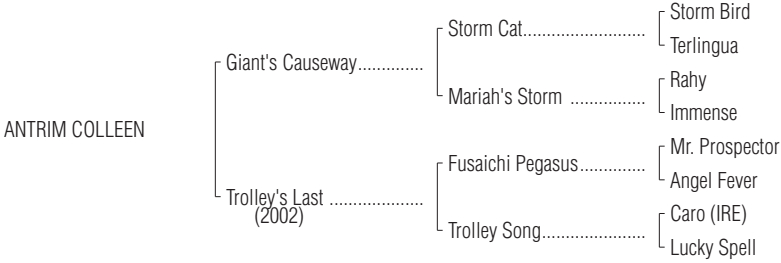 Storm Bird
Storm Cat.........................
Terlingua
Giant's Causeway..............
Rahy
Mariah's Storm ................
Immense
ANTRIM COLLEEN
Mr. Prospector
Fusaichi Pegasus..............
Angel Fever
Trolley's Last ....................
(2002)
Caro (IRE)
Trolley Song......................
Lucky Spell